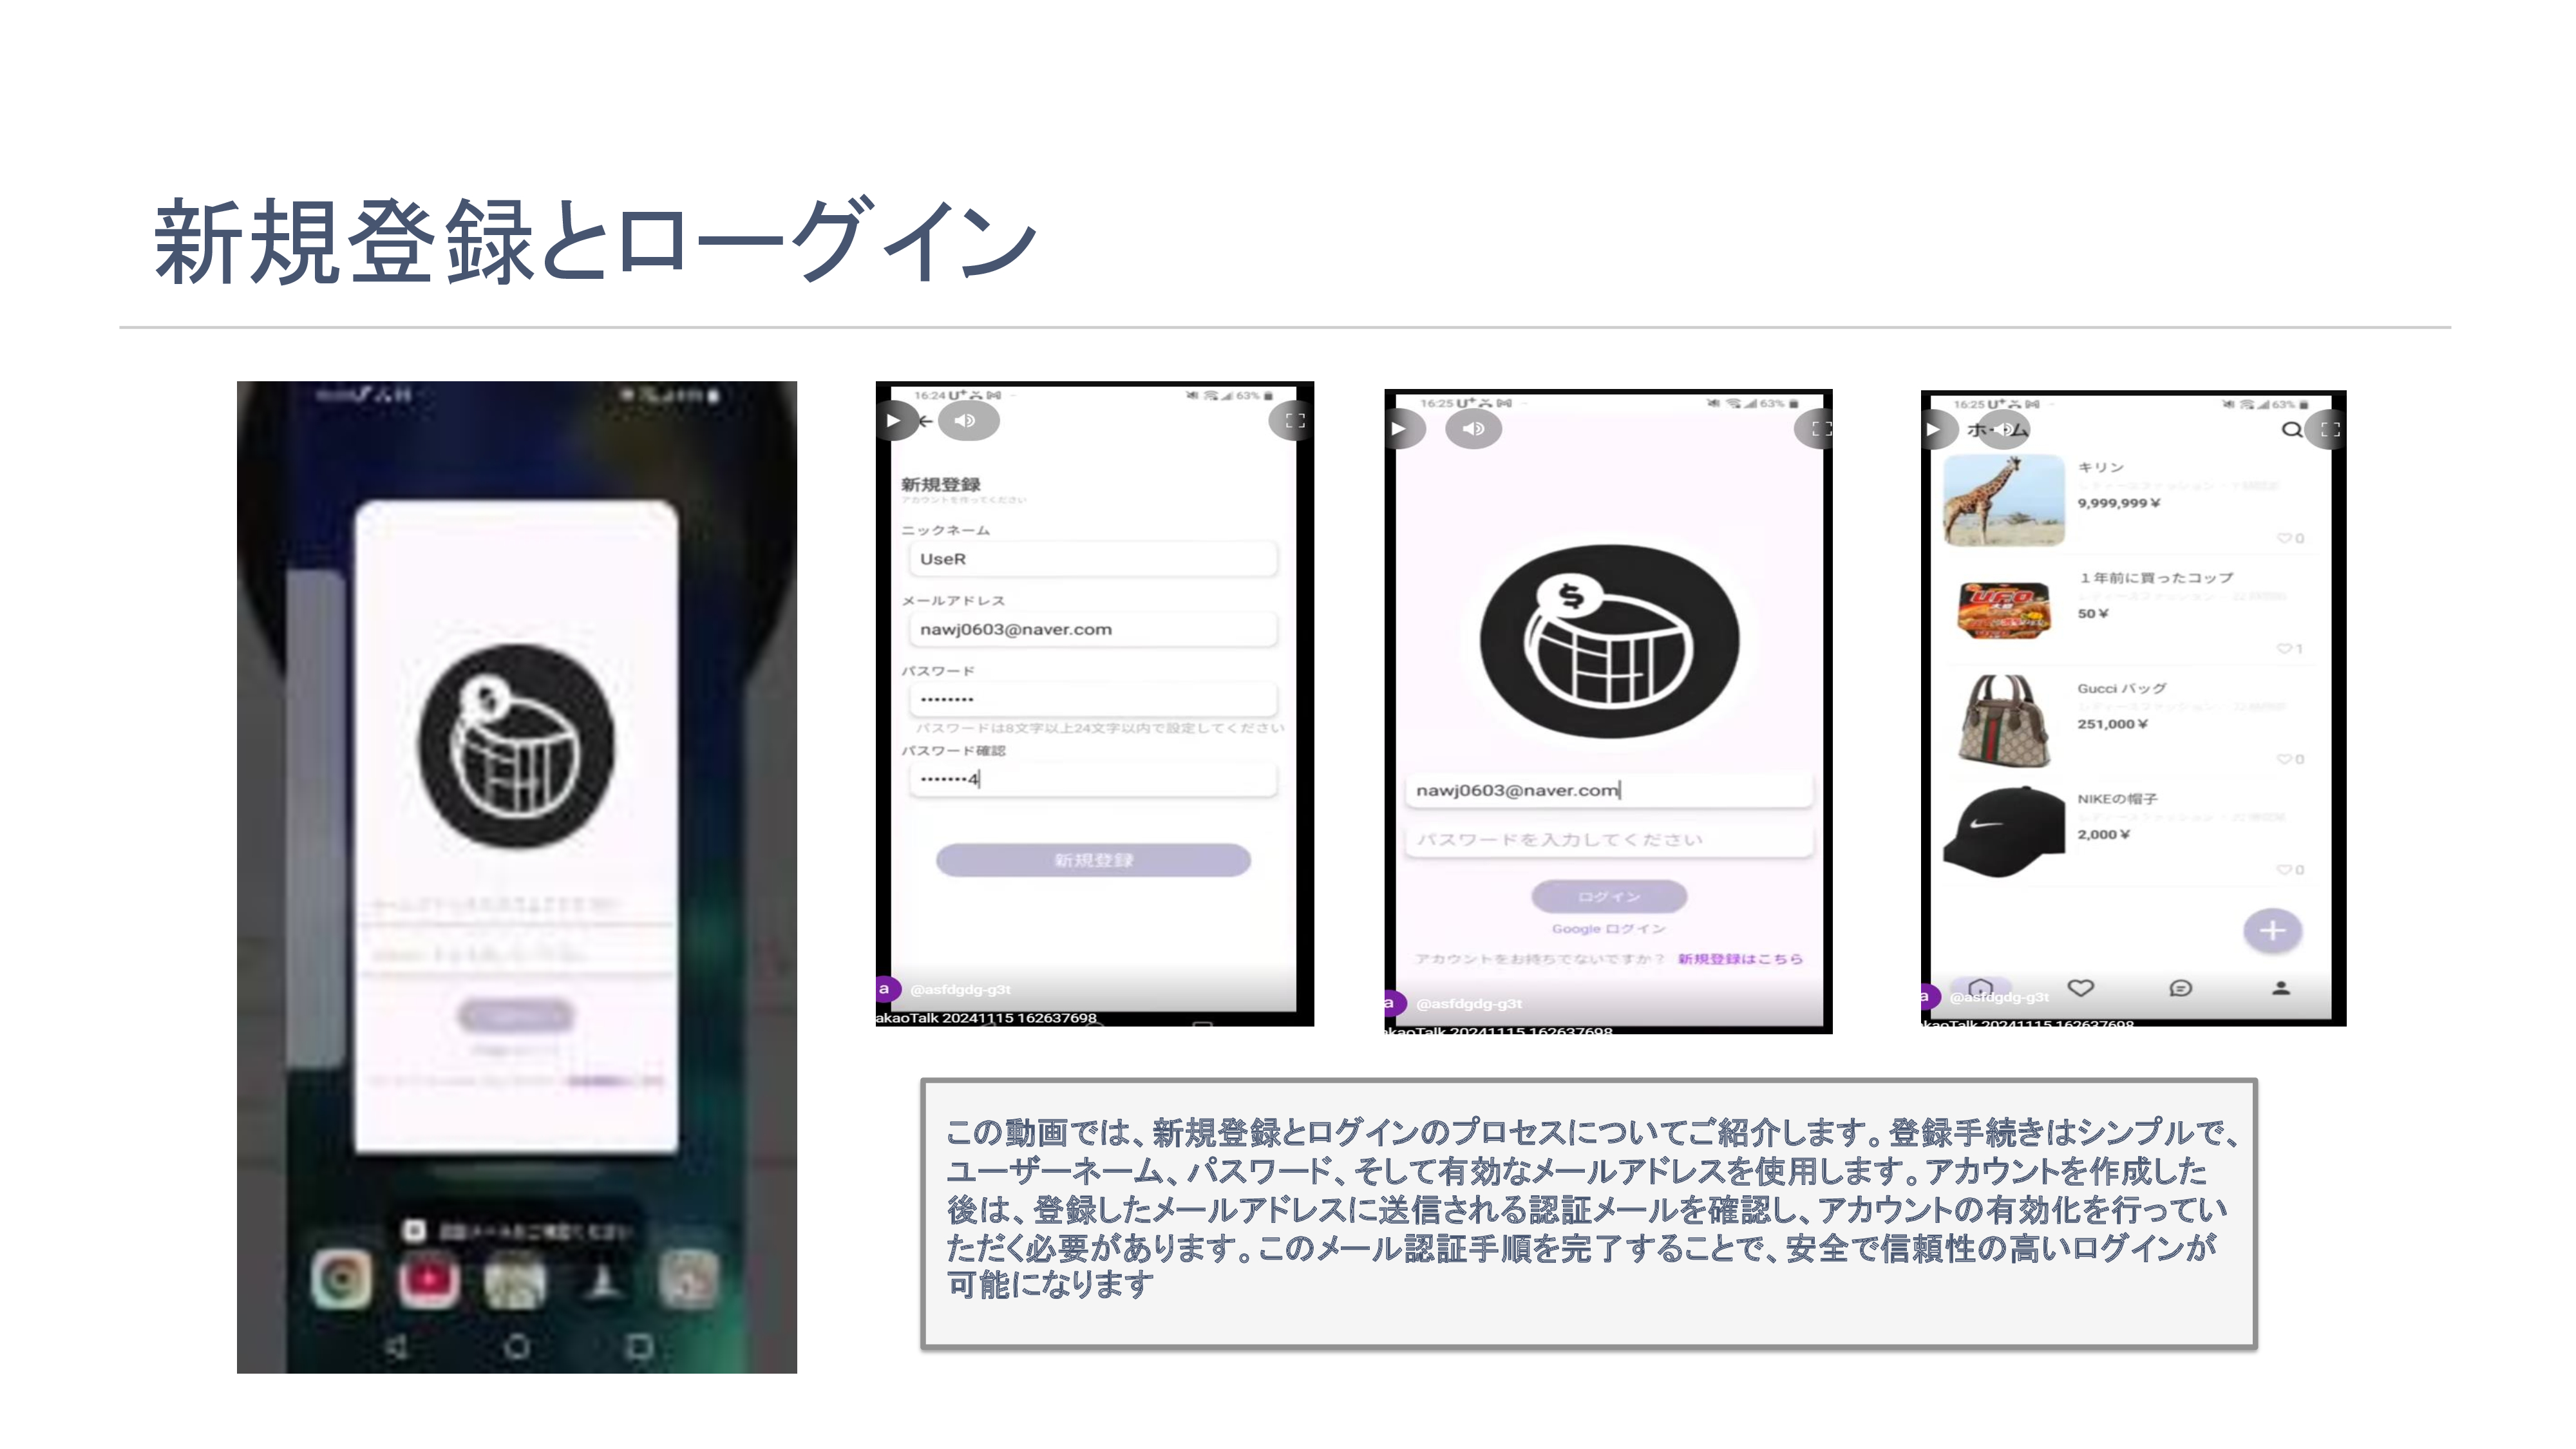 新規登録とローグイン
16:24 U+
63%
新規登録
アカウントを作ってください
ニックネーム
UseR
メールアドレス
nawj0603@naver.com
パスワード
••••••••
パスワードは8文字以上24文字以内で設定してください
パスワード確認
•••••••4
新規登録
a @asfdgdg-g3t
akaoTalk 20241115 162637698
16:25 U+
63%
$
nawj0603@naver.com
パスワードを入力してください
ログイン
Google ログイン
アカウントをお持ちでないですか？ 新規登録はこちら
a @asfdgdg-g3t
akaoTalk 20241115 162637698
16:25 U+
63%
ホーム
キリン
9,999,999￥
0
１年前に買ったコップ
UFO
50￥
1
Gucci バッグ
251,000￥
0
NIKEの帽子
2,000￥
0
a @asfdgdg-g3t
kaoTalk 20241115 162637698
この動画では、新規登録とログインのプロセスについてご紹介します。登録手続きはシンプルで、
ユーザーネーム、パスワード、そして有効なメールアドレスを使用します。アカウントを作成した
後は、登録したメールアドレスに送信される認証メールを確認し、アカウントの有効化を行ってい
ただく必要があります。このメール認証手順を完了することで、安全で信頼性の高いログインが
可能になります